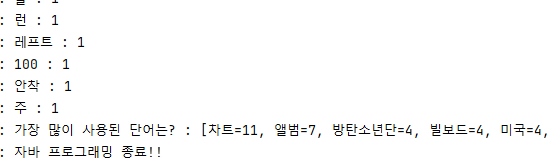 : 런 : 1
: 레프트 : 1
: 100 : 1
: 안착 : 1
: 주 : 1
: 가장 많이 사용된 단어는? : [차트=11, 앨범=7, 방탄소년단=4, 빌보드=4, 미국=4,
: 자바 프로그래밍 종료!!